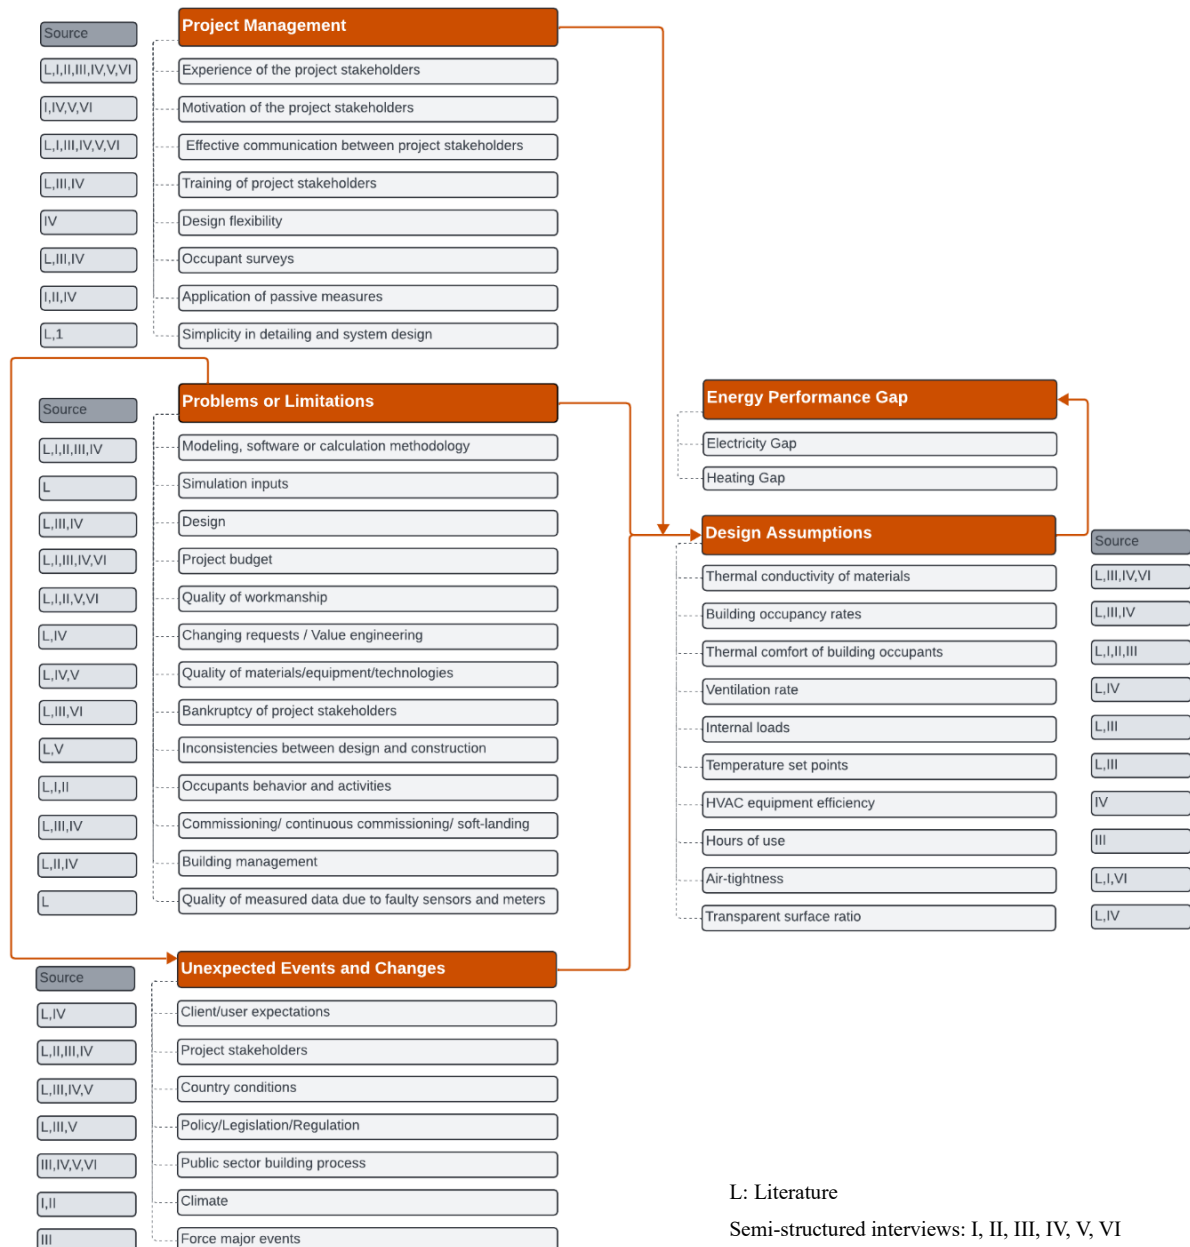 Source
Project Management
L,I,II,III,IV,V,VI
Experience of the project stakeholders
I,IV,V,VI
Motivation of the project stakeholders
L,I,III,IV,V,VI
Effective communication between project stakeholders
L,III,IV
Training of project stakeholders
IV
Design flexibility
L,III,IV
Occupant surveys
I,II,IV
Application of passive measures
L,1
Simplicity in detailing and system design
Source
Problems or Limitations
L,I,II,III,IV
Modeling, software or calculation methodology
L
Simulation inputs
L,III,IV
Design
L,I,III,IV,VI
Project budget
L,I,II,V,VI
Quality of workmanship
L,IV
Changing requests / Value engineering
L,IV,V
Quality of materials/equipment/technologies
L,III,VI
Bankruptcy of project stakeholders
L,V
Inconsistencies between design and construction
L,I,II
Occupants behavior and activities
L,III,IV
Commissioning/ continuous commissioning/ soft-landing
L,II,IV
Building management
L
Quality of measured data due to faulty sensors and meters
Energy Performance Gap
Electricity Gap
Heating Gap
Design Assumptions
Source
Thermal conductivity of materials
L,III,IV,VI
Building occupancy rates
L,III,IV
Thermal comfort of building occupants
L,I,II,III
Ventilation rate
L,IV
Internal loads
L,III
Temperature set points
L,III
HVAC equipment efficiency
IV
Hours of use
III
Air-tightness
L,I,VI
Transparent surface ratio
L,IV
Source
Unexpected Events and Changes
L,IV
Client/user expectations
L,II,III,IV
Project stakeholders
L,III,IV,V
Country conditions
L,III,V
Policy/Legislation/Regulation
III,IV,V,VI
Public sector building process
I,II
Climate
III
Force major events
L: Literature
Semi-structured interviews: I, II, III, IV, V, VI